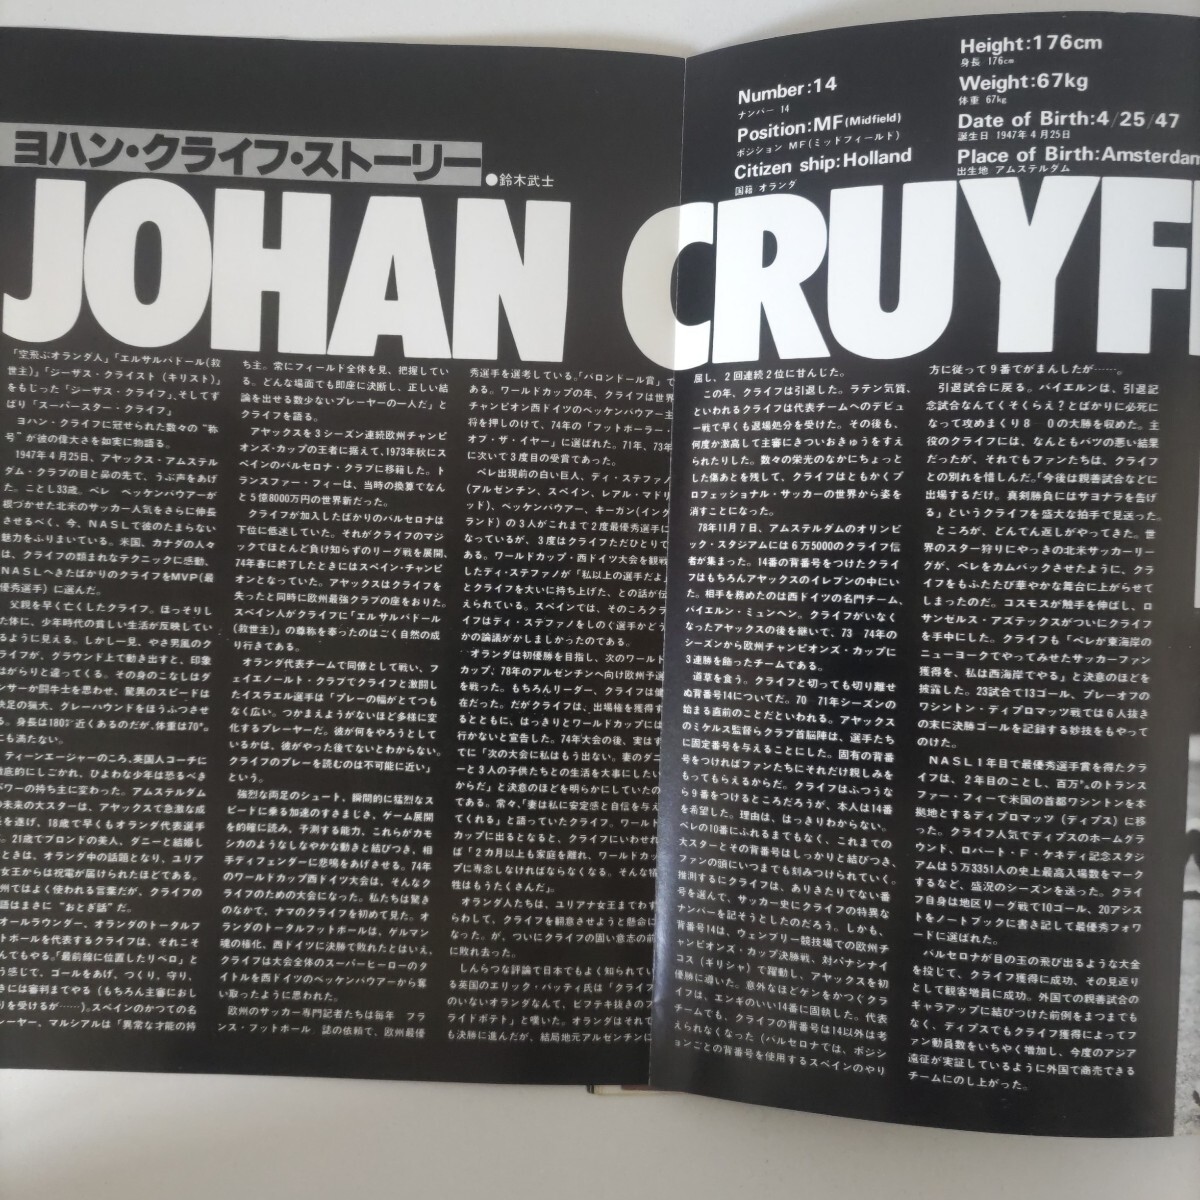 ヨハン・クライフ・ストーリー
●鈴木武士
JOHAN CRUYF
Number:14
ナンバー 14
Position:MF(Midfield)
ポジション MF(ミッドフィールド)
Citizen ship:Holland
国籍 オランダ
Height:176cm
身長 176cm
Weight:67kg
体重 67kg
Date of Birth:4/25/47
誕生日 1947年4月25日
Place of Birth:Amsterdam
出生地 アムステルダム
「空飛ぶオランダ人」「エルサルバドール(救
世主)」「ジーザス・クライスト(キリスト)」
をもじった「ジーザス・クライフ」、そしてず
ばり「スーパースター・クライフ」
ヨハン・クライフに冠せられた数々の“称
号”が彼の偉大さを如実に物語る。
1947年4月25日、アヤックス・アムステル
ダム・クラブの目と鼻の先で、うぶ声をあげ
た。ことし33歳。ペレ ベッケンバウアーが
根づかせた北米のサッカー人気をさらに伸長
させるべく、今、NASLで彼のたまらない
魅力をふりまいている。米国、カナダの人々
は、クライフの類まれなテクニックに感動、
NASLへきたばかりのクライフをMVP(最
優秀選手)に選んだ。
父親を早く亡くしたクライフ。ほっそりし
た体に、少年時代の貧しい生活が反映してい
るように見える。しかし一見、やさ男風のク
ライフが、グラウンド上で動き出すと、印象
はがらりと違ってくる。その身のこなしはダ
ンサーか闘牛士を思わせ、驚異のスピードは
快足の猟犬、グレーハウンドをほうふつさせ
る。身長は180㌢近くあるのだが、体重は70㌔
にも満たない。
ティーンエージャーのころ、英国人コーチに
徹底的にしごかれ、ひよわな少年は恐るべき
パワーの持ち主に変わった。アムステルダム
の未来の大スターは、アヤックスで急激な成
長を遂げ、18歳で早くもオランダ代表選手
。21歳でブロンドの美人、ダニーと結婚し
たときは、オランダ中の話題となり、ユリア
ナ女王からは祝電が届けられたほどである。
州ではよく使われる言葉だが、クライフの
話はまさに“おとぎ話”だ。
オールラウンダー、オランダのトータルフ
ットボールを代表するクライフは、それこそ
なんでもやる。「最前線に位置したリベロ」と
いう感じで、ゴールをあげ、つくり、守り、
ときには審判までやる(もちろん主審におし
かりを受けるが……)。スペインのかつての名
プレーヤー、マルシアルは「異常な才能の持
ち主。常にフィールド全体を見、把握してい
る。どんな場面でも即座に決断し、正しい結
論を出せる数少ないプレーヤーの一人だ」と
クライフを語る。
アヤックスを3シーズン連続欧州チャンピ
オンズ・カップの王者に据えて、1973年秋にス
ペインのバルセロナ・クラブに移籍した。ト
ランスファー・フィーは、当時の換算でなん
と5億8000万円の世界新だった。
クライフが加入したばかりのバルセロナは
下位に低迷していた。それがクライフのマジ
ックでほとんど負け知らずのリーグ戦を展開、
74年春に終了したときにはスペイン・チャンピ
オンとなっていた。アヤックスはクライフを
失ったと同時に欧州最強クラブの座をおりた。
スペイン人がクライフに「エルサルバドール
(救世主)」の尊称を奉ったのはごく自然の成
り行きである。
オランダ代表チームで同僚として戦い、フ
ェイエノールト・クラブでクライフと激闘し
たイスラエル選手は「プレーの幅がとてつも
なく広い。つかまえようがないほど多様に変
化するプレーヤーだ。彼が何をやろうとして
いるかは、彼がやった後でないとわからない。
クライフのプレーを読むのは不可能に近い」
という。
強烈な両足のシュート、瞬間的に猛烈なス
ピードに乗る加速のすさまじさ、ゲーム展開
を的確に読み、予測する能力、これらがカモ
シカのようなしなやかな動きと結びつき、相
手ディフェンダーに悲鳴をあげさせる。74年
のワールドカップ西ドイツ大会は、そんなク
ライフのための大会になった。私たちは驚き
のなかで、ナマのクライフを初めて見た。オ
ランダのトータルフットボールは、ゲルマン
魂の権化、西ドイツに決勝で敗れたとはいえ、
クライフは大会全体のスーパーヒーローのタ
イトルを西ドイツのベッケンバウアーから奪
い取ったように思われた。
欧州のサッカー専門記者たちは毎年 フラ
ンス・フットボール 誌の依頼で、欧州最優
秀選手を選考している。「バロンドール賞」で
ある。ワールドカップの年、クライフは世界
チャンピオン西ドイツのベッケンバウアー主
将を押しのけて、74年の「フットボーラー・
オブ・ザ・イヤー」に選ばれた。71年、73年
に次いで3度目の受賞であった。
ペレ出現前の白い巨人、ディ・ステファノ
(アルゼンチン、スペイン、レアル・マドリ
ッド)、ベッケンバウアー、キーガン(イング
ランド)の3人がこれまで2度最優秀選手に
なっているが、3度はクライフただひとりで
ある。ワールドカップ・西ドイツ大会を観戦
したディ・ステファノが「私以上の選手だよ」
とクライフを大いに持ち上げた、との話が伝
えられている。スペインでは、そのころクラ
イフはディ・ステファノをしのぐ選手かどう
かの論議がかしましかったのである。
オランダは初優勝を目指し、次のワールド
カップ、78年のアルゼンチンへ向け欧州予選
を戦った。もちろんリーダー、クライフは健
在だった。だがクライフは、出場権を獲得す
るとともに、はっきりとワールドカップには
行かないと宣言した。74年大会の後、実はす
でに「次の大会に私はもう出ない。妻のダニ
ーと3人の子供たちとの生活を大事にしたい
からだ」と決意のほどを明らかにしていたの
である。常々、「妻は私に安定感と自信を与え
てくれる」と語っていたクライフ。ワールド
カップに出るとなると、クライフにいわせれ
ば「2カ月以上も家庭を離れ、ワールドカッ
プに専念しなければならなくなる。そんな犠
牲はもうたくさんだ」。
オランダ人たちは、ユリアナ女王までわず
らわして、クライフを翻意させようと懸命に
なった。が、ついにクライフの固い意志の前
に敗れ去った。
しんらつな評論で日本でもよく知られてい
る英国のエリック・バッティ氏は「クライフ
のいないオランダなんて、ビフテキ抜きのフ
ライドポテト」と嘆いた。オランダはそれで
も決勝に進んだが、結局地元アルゼンチンに
屈し、2回連続2位に甘んじた。
この年、クライフは引退した。ラテン気質、
といわれるクライフは代表チームへのデビュ
ー戦で早くも退場処分を受けた。その後も、
何度か激高して主審にきついおきゅうをすえ
られたりした。数々の栄光のなかにちょっと
した傷あとを残して、クライフはともかくプ
ロフェッショナル・サッカーの世界から姿を
消すことになった。
78年11月7日、アムステルダムのオリンピ
ック・スタジアムには6万5000のクライフ信
者が集まった。14番の背番号をつけたクライ
フはもちろんアヤックスのイレブンの中にい
た。相手を務めたのは西ドイツの名門チーム、
バイエルン・ミュンヘン。クライフがいなく
なったアヤックスの後を継いで、73 74年の
シーズンから欧州チャンピオンズ・カップに
3連勝を飾ったチームである。
道草を食う。クライフと切っても切り離せ
ぬ背番号14についてだ。70 71年シーズンの
始まる直前のことだといわれる。アヤックス
のミケルス監督らクラブ首脳陣は、選手たち
に固定番号を与えることにした。固有の背番
号をつければファンたちにそれだけ親しみを
もってもらえるからだ。クライフはふつうな
ら9番をつけるところだろうが、本人は14番
を希望した。理由は、はっきりわからない。
ペレの10番にふれるまでもなく、これまでの
大スターとその背番号はしっかりと結びつき、
ファンの頭にいつまでも刻みつけられていく。
推測するにクライフは、ありきたりでない番
号を選んで、サッカー史にクライフの特異な
ナンバーを記そうとしたのだろう。しかも、
背番号14は、ウェンブリー競技場での欧州チ
ャンピオンズ・カップ決勝戦、対パナシナイ
コス(ギリシャ)で躍動し、アヤックスを初
優勝に導いた。意外なほどゲンをかつぐクラ
イフは、エンギのいい14番に固執した。代表
チームでも、クライフの背番号は14以外は考
えられなくなった(バルセロナでは、ポジシ
ョンごとの背番号を使用するスペインのやり
方に従って9番でがまんしたが……。
引退試合に戻る。バイエルンは、引退記
念試合なんてくそくらえ?とばかりに必死に
なって攻めまくり8 0の大勝を収めた。主
役のクライフには、なんともバツの悪い結果
だったが、それでもファンたちは、クライフ
との別れを惜しんだ。「今後は親善試合などに
出場するだけ。真剣勝負にはサヨナラを告げ
る」というクライフを盛大な拍手で見送った。
ところが、どんでん返しがやってきた。世
界のスター狩りにやっきの北米サッカーリー
グが、ペレをカムバックさせたように、クラ
イフをもふたたび華やかな舞台に上がらせて
しまったのだ。コスモスが触手を伸ばし、ロ
サンゼルス・アズテックスがついにクライフ
を手中にした。クライフも「ペレが東海岸の
ニューヨークでやってみせたサッカーファン
獲得を、私は西海岸でやる」と決意のほどを
披露した。23試合で13ゴール、プレーオフの
ワシントン・ディプロマッツ戦では6人抜き
の末に決勝ゴールを記録する妙技をもやって
のけた。
NASL1年目で最優秀選手賞を得たクラ
イフは、2年目のことし、百万㌦のトランス
ファー・フィーで米国の首都ワシントンを本
拠地とするディプロマッツ(ディプス)に移
った。クライフ人気でディプスのホームグラ
ウンド、ロバート・F・ケネディ記念スタジ
アムは5万3351人の史上最高入場数をマーク
するなど、盛況のシーズンを送った。クライ
フ自身は地区リーグ戦で10ゴール、20アシス
トをノートブックに書き記して最優秀フォワ
ードに選ばれた。
バルセロナが目の玉の飛び出るような大金
を投じて、クライフ獲得に成功、その見返り
として観客増員に成功。外国での親善試合の
ギャラアップに結びつけた前例をまつまでも
なく、ディプスでもクライフ獲得によってフ
ァン動員数をいちやく増加し、今度のアジア
遠征が実証しているように外国で商売できる
チームにのし上がった。